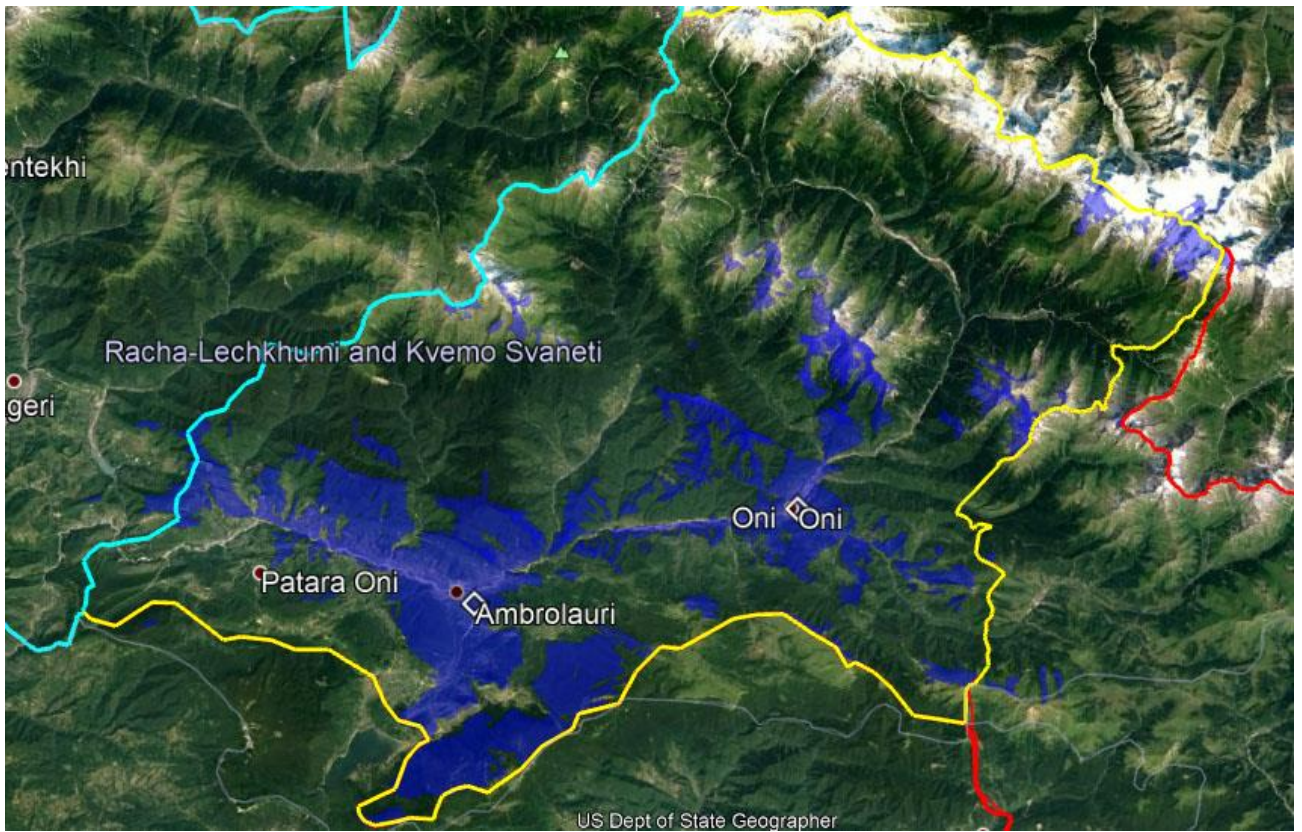 entekhi
Racha-Lechkhumi and Kvemo Svaneti
geri
Oni Oni
Patara Oni
Ambrolauri
US Dept of State Geographer